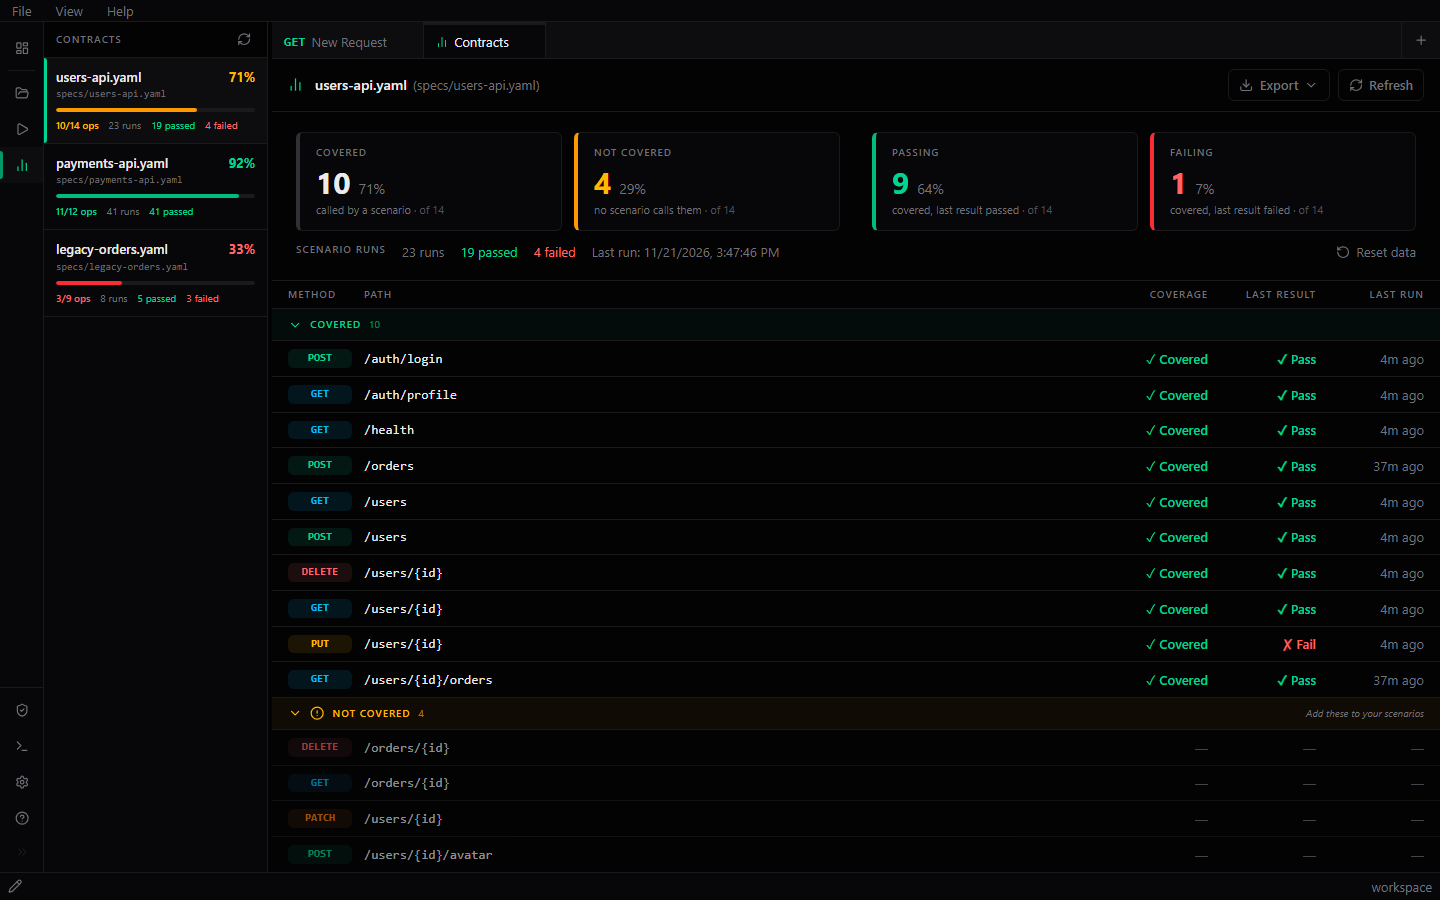 File View Help
CONTRACTS
users-api.yaml 71%
specs/users-api.yaml
10/14 ops 23 runs 19 passed 4 failed
payments-api.yaml 92%
specs/payments-api.yaml
11/12 ops 41 runs 41 passed
legacy-orders.yaml 33%
specs/legacy-orders.yaml
3/9 ops 8 runs 5 passed 3 failed
GET New Request Contracts +
users-api.yaml (specs/users-api.yaml) Export Refresh
COVERED
10 71%
called by a scenario · of 14
NOT COVERED
4 29%
no scenario calls them · of 14
PASSING
9 64%
covered, last result passed · of 14
FAILING
1 7%
covered, last result failed · of 14
SCENARIO RUNS 23 runs 19 passed 4 failed Last run: 11/21/2026, 3:47:46 PM Reset data
METHOD PATH COVERAGE LAST RESULT LAST RUN
COVERED 10
POST /auth/login ✓ Covered ✓ Pass 4m ago
GET /auth/profile ✓ Covered ✓ Pass 4m ago
GET /health ✓ Covered ✓ Pass 4m ago
POST /orders ✓ Covered ✓ Pass 37m ago
GET /users ✓ Covered ✓ Pass 4m ago
POST /users ✓ Covered ✓ Pass 4m ago
DELETE /users/{id} ✓ Covered ✓ Pass 4m ago
GET /users/{id} ✓ Covered ✓ Pass 4m ago
PUT /users/{id} ✓ Covered ✗ Fail 4m ago
GET /users/{id}/orders ✓ Covered ✓ Pass 37m ago
NOT COVERED 4 Add these to your scenarios
DELETE /orders/{id} — — —
GET /orders/{id} — — —
PATCH /users/{id} — — —
POST /users/{id}/avatar — — —
workspace